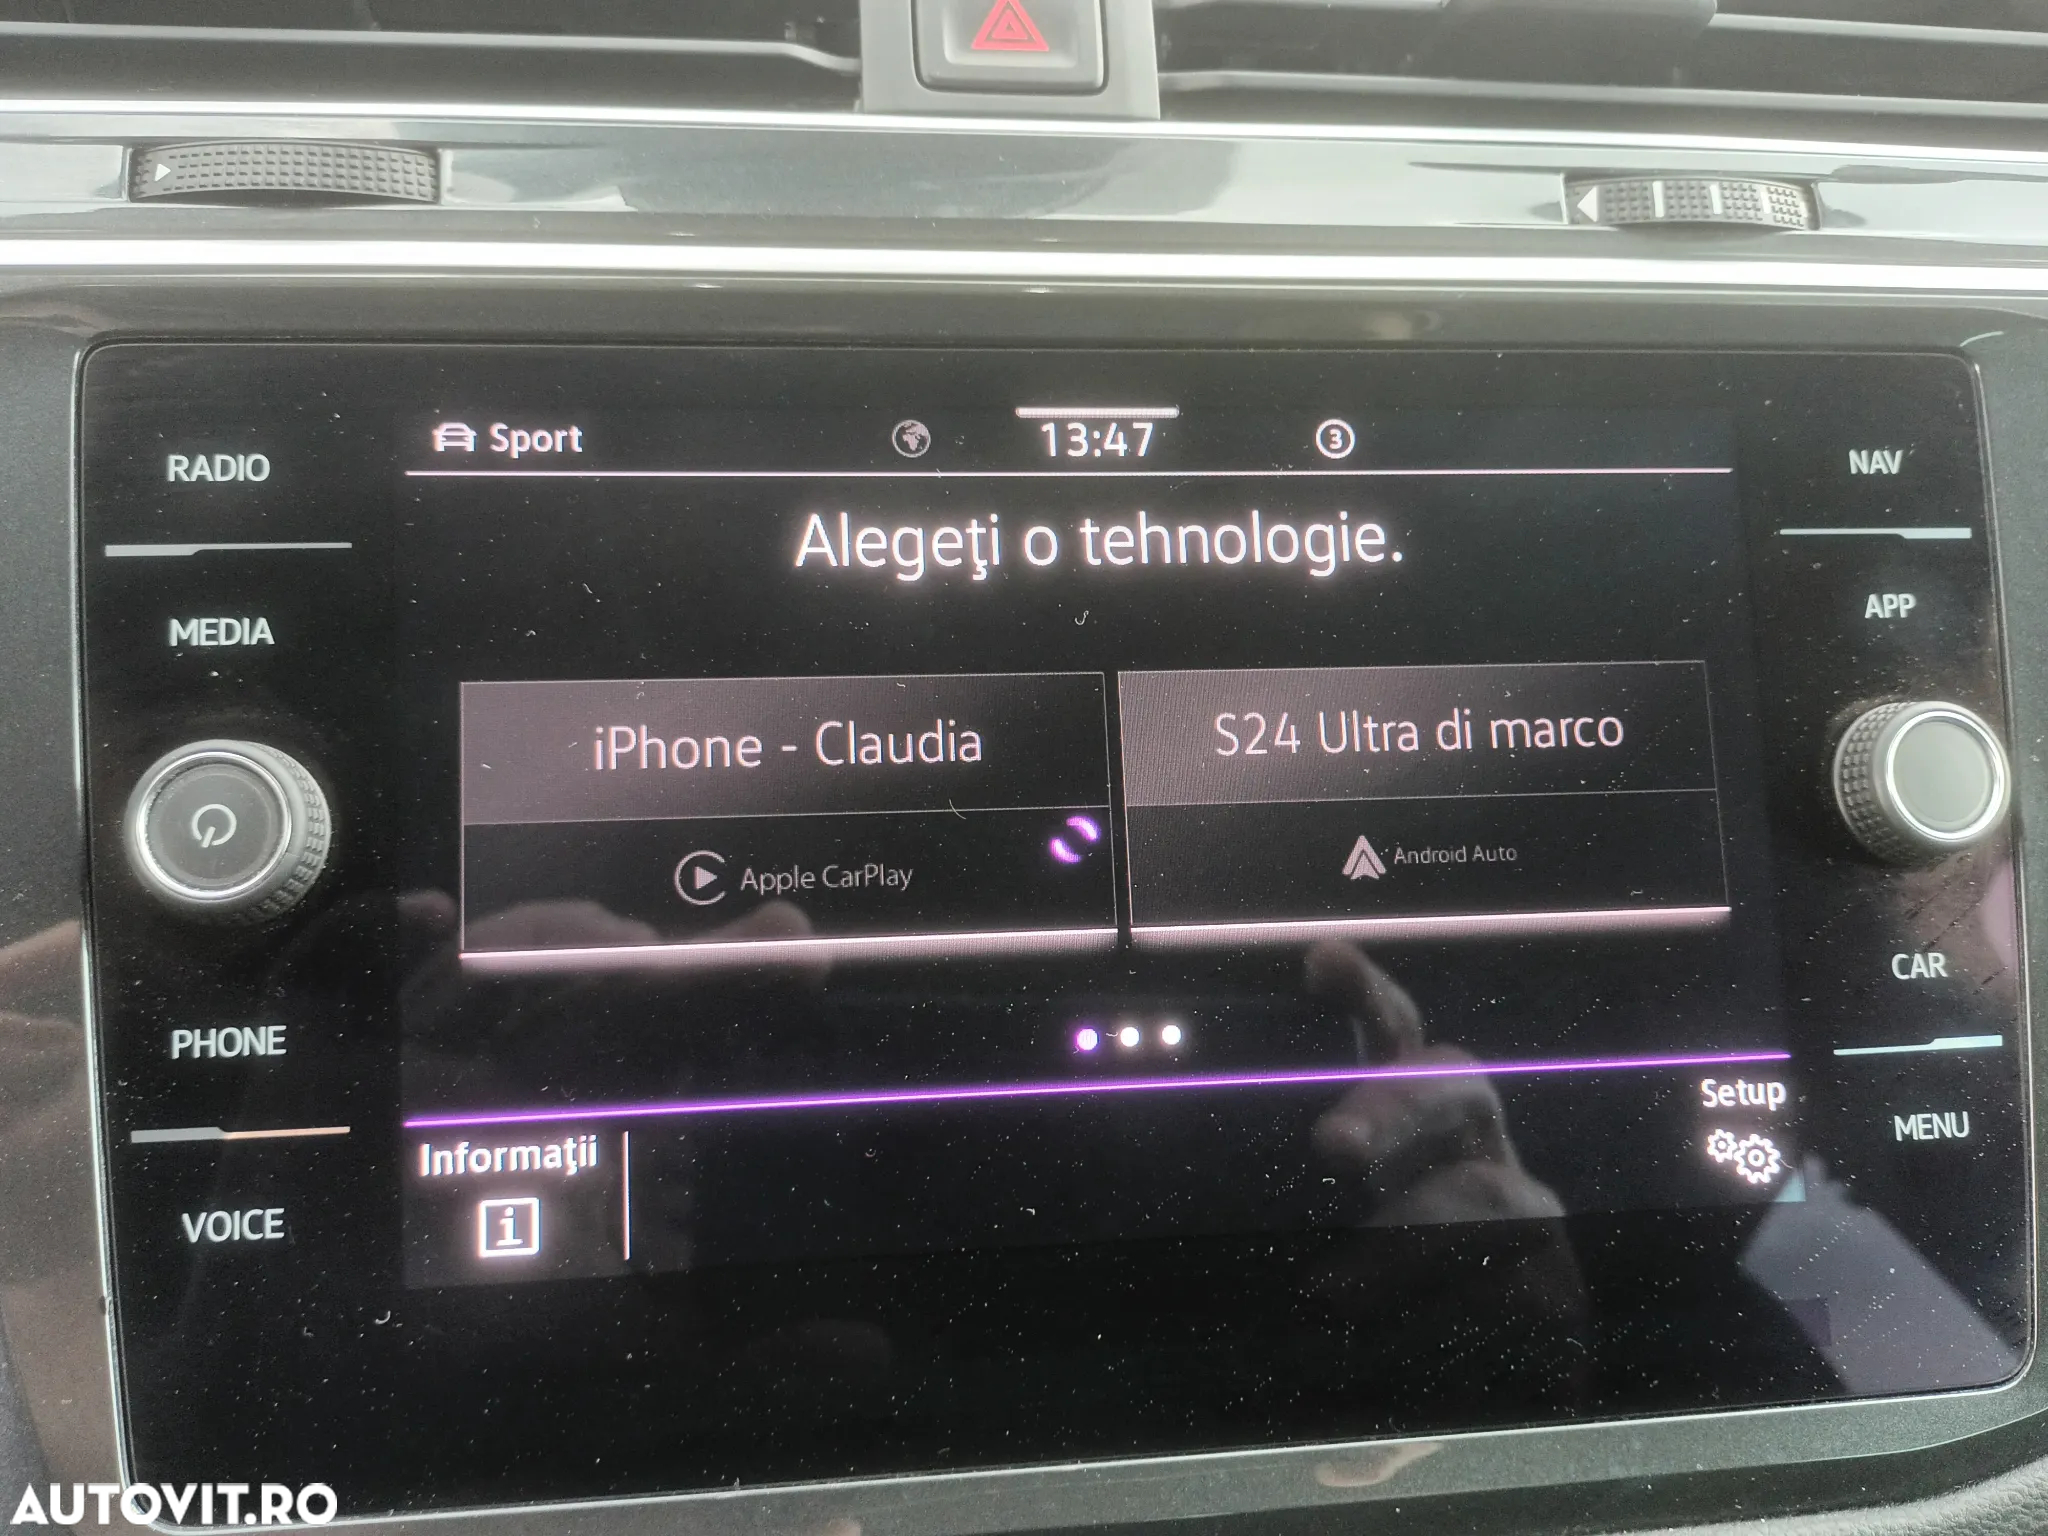 RADIO
MEDIA
PHONE
VOICE
Sport
13:47
3
Alegeţi o tehnologie.
iPhone - Claudia
Apple CarPlay
S24 Ultra di marco
Android Auto
Informaţii
i
Setup
NAV
APP
CAR
MENU
AUTOVIT.RO